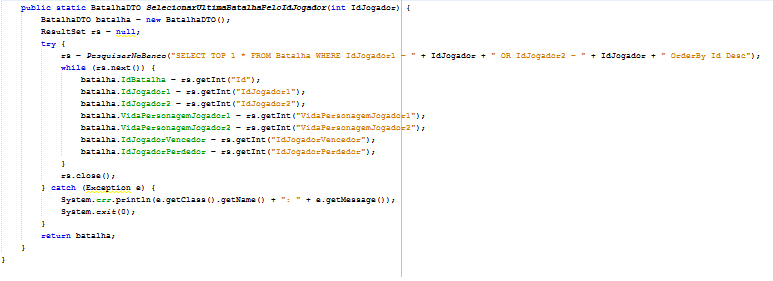 public static BatalhaDTO SelecionarUltimaBatalhaPeloIdJogador(int IdJogador) {
BatalhaDTO batalha = new BatalhaDTO();
ResultSet rs = null;
try {
rs = PesquisarNoBanco("SELECT TOP 1 * FROM Batalha WHERE IdJogador1 = " + IdJogador + " OR IdJogador2 = " + IdJogador + " OrderBy Id Desc");
while (rs.next()) {
batalha.IdBatalha = rs.getInt("Id");
batalha.IdJogador1 = rs.getInt("IdJogador1");
batalha.IdJogador2 = rs.getInt("IdJogador2");
batalha.VidaPersonagemJogador1 = rs.getInt("VidaPersonagemJogador1");
batalha.VidaPersonagemJogador2 = rs.getInt("VidaPersonagemJogador2");
batalha.IdJogadorVencedor = rs.getInt("IdJogadorVencedor");
batalha.IdJogadorPerdedor = rs.getInt("IdJogadorPerdedor");
}
rs.close();
} catch (Exception e) {
System.err.println(e.getClass().getName() + ": " + e.getMessage());
System.exit(0);
}
return batalha;
}
}